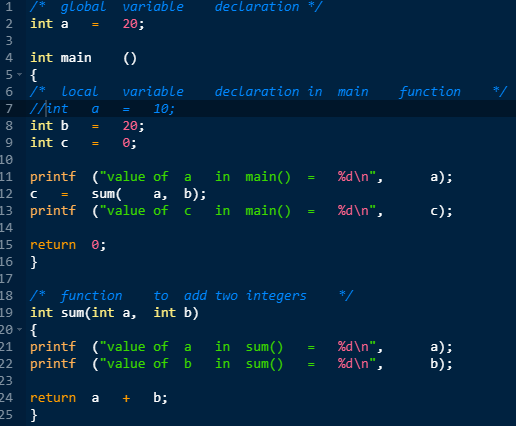 1 /* global variable declaration */
2 int a = 20;
3
4 int main ()
5 {
6 /* local variable declaration in main function */
7 //int a = 10;
8 int b = 20;
9 int c = 0;
10
11 printf ("value of a in main() = %d\n", a);
12 c = sum( a, b);
13 printf ("value of c in main() = %d\n", c);
14
15 return 0;
16 }
17
18 /* function to add two integers */
19 int sum(int a, int b)
20 {
21 printf ("value of a in sum() = %d\n", a);
22 printf ("value of b in sum() = %d\n", b);
23
24 return a + b;
25 }